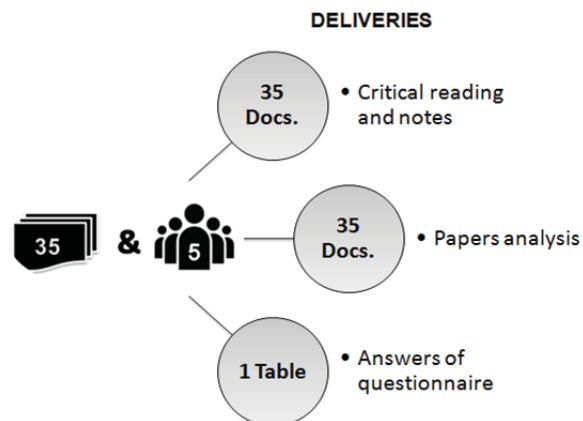 DELIVERIES
35
Docs.
• Critical reading
and notes
35
&
5
35
Docs.
• Papers analysis
1 Table
• Answers of
questionnaire